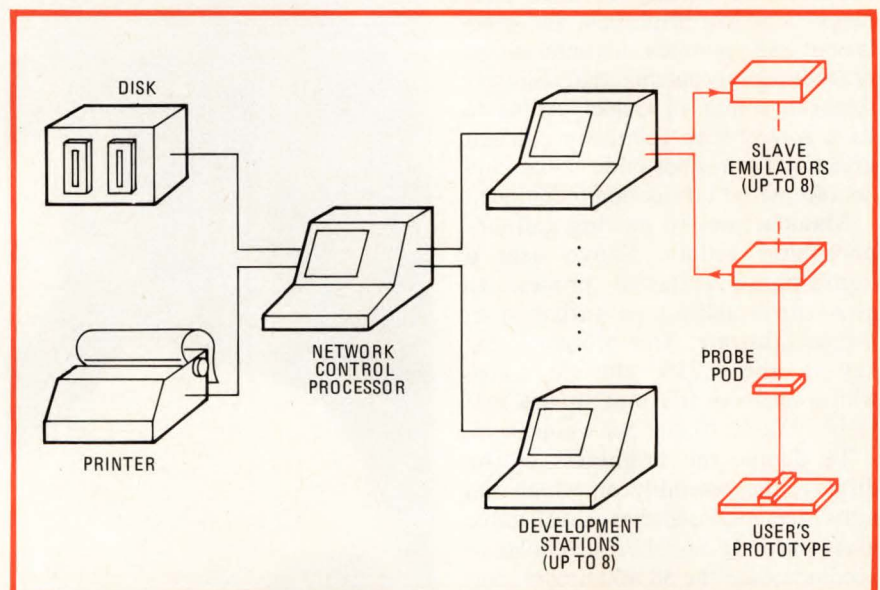 DISK
SLAVE
EMULATORS
(UP TO 8)
NETWORK
CONTROL
PROCESSOR
PROBE
POD
PRINTER
DEVELOPMENT
STATIONS
(UP TO 8)
USER'S
PROTOTYPE